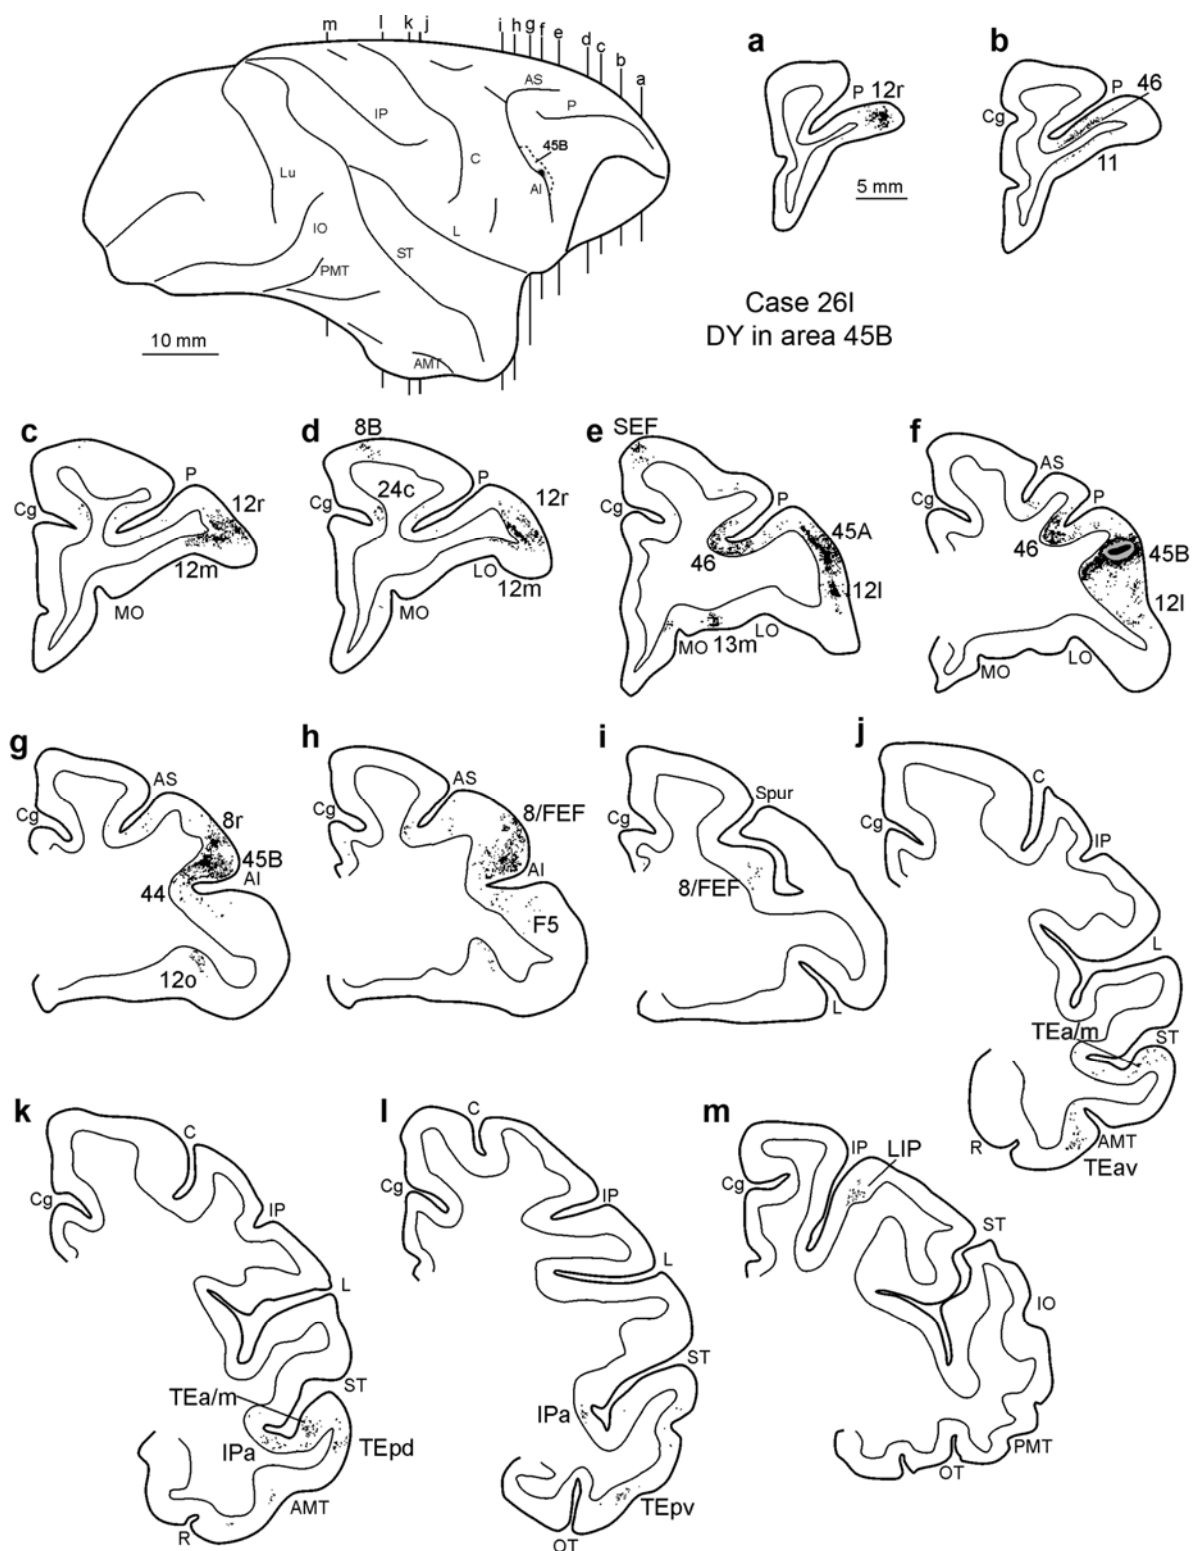 m l k j i h g f e d c b a
AS
P
IP
45B
C
AI
Lu
IO
L
ST
PMT
AMT
10 mm
a
P 12r
5 mm
b
46
P
Cg
11
Case 26l
DY in area 45B
c
P
Cg
12r
12m
MO
d
8B
P
24c
12r
Cg
LO
12m
MO
e
SEF
P
Cg
45A
46
12l
MO 13m LO
f
AS
P
Cg
46
45B
12l
MO
LO
g
AS
Cg
8r
45B
44
AI
12o
h
AS
Cg
8/FEF
AI
F5
i
Spur
Cg
8/FEF
L
j
C
Cg
IP
L
TEa/m
ST
R
AMT
TEav
k
C
Cg
IP
L
ST
TEa/m
IPa
TEpd
AMT
R
l
C
Cg
IP
L
ST
IPa
TEpv
OT
m
IP
LIP
Cg
ST
IO
PMT
OT